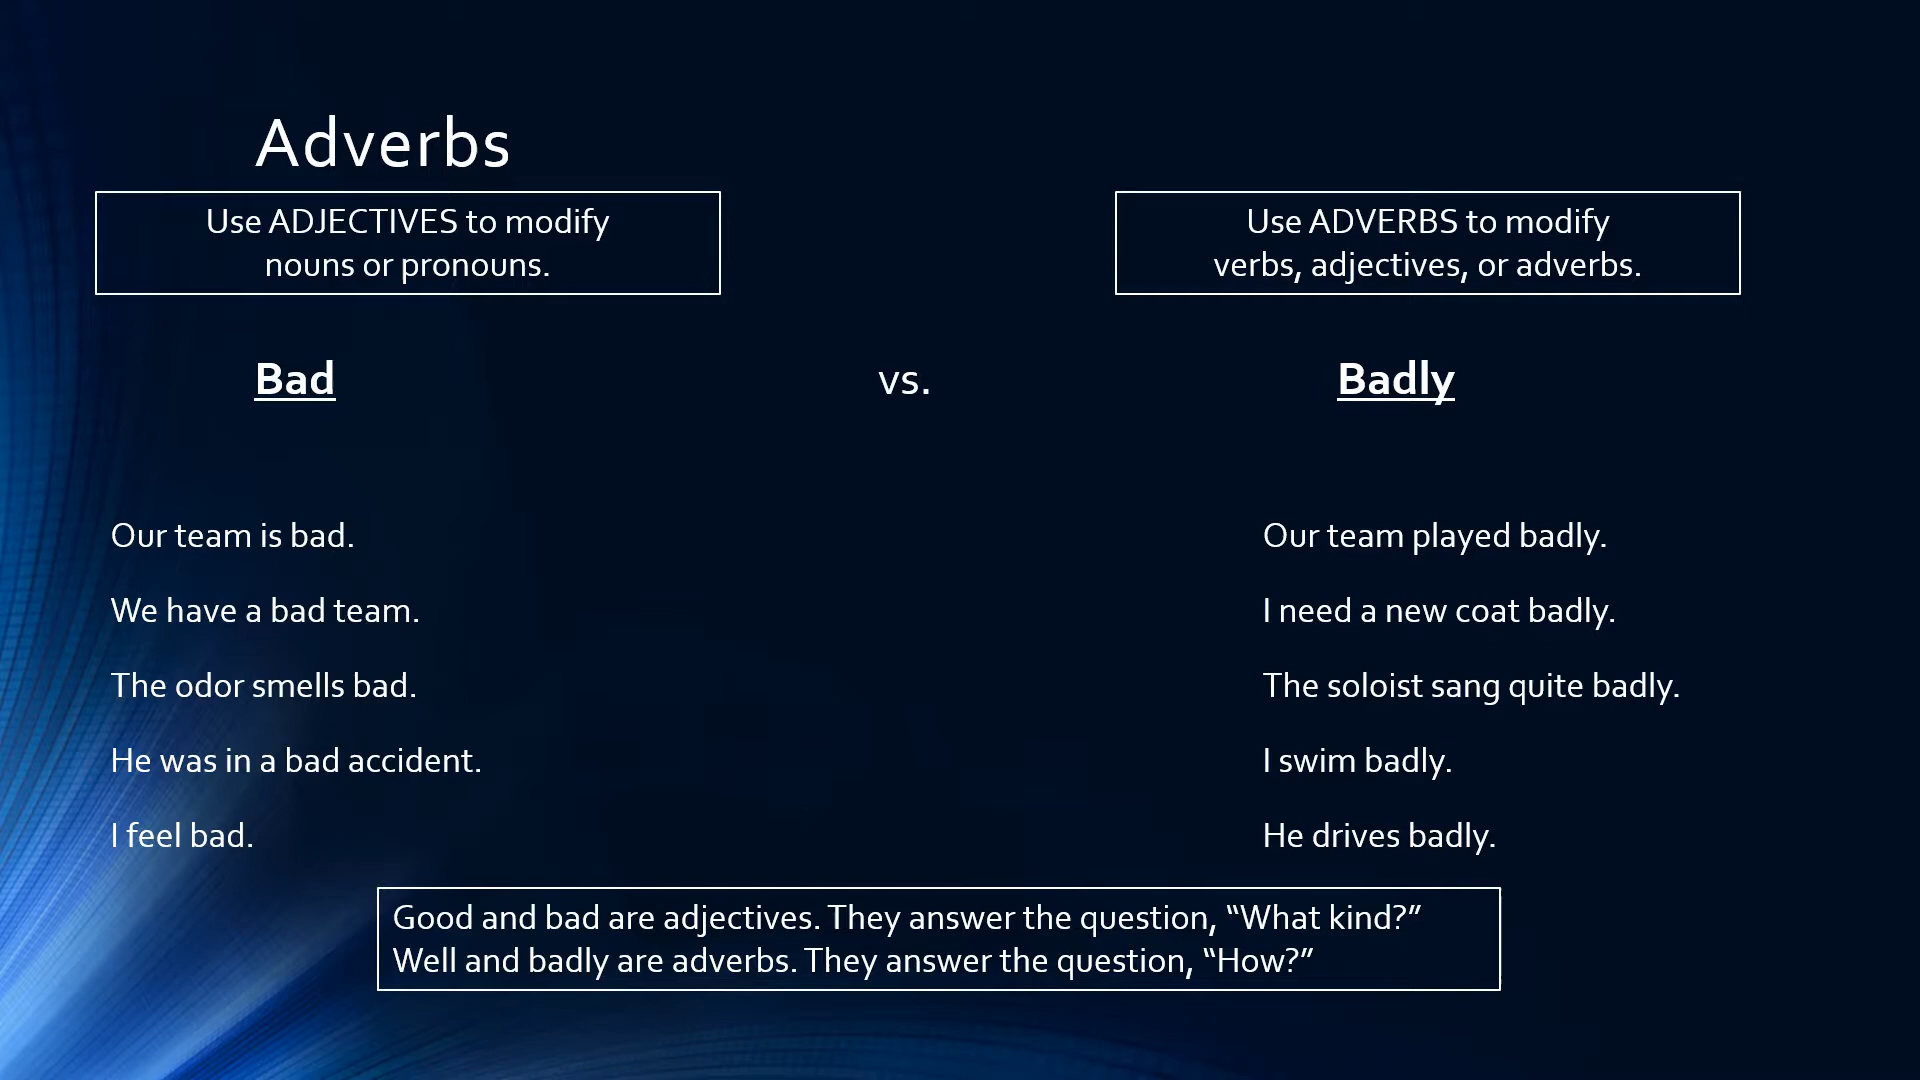 Adverbs
Use ADJECTIVES to modify
nouns or pronouns.
Use ADVERBS to modify
verbs, adjectives, or adverbs.
Bad
vs.
Badly
Our team is bad.
We have a bad team.
The odor smells bad.
He was in a bad accident.
I feel bad.
Our team played badly.
I need a new coat badly.
The soloist sang quite badly.
I swim badly.
He drives badly.
Good and bad are adjectives. They answer the question, “What kind?”
Well and badly are adverbs. They answer the question, “How?”